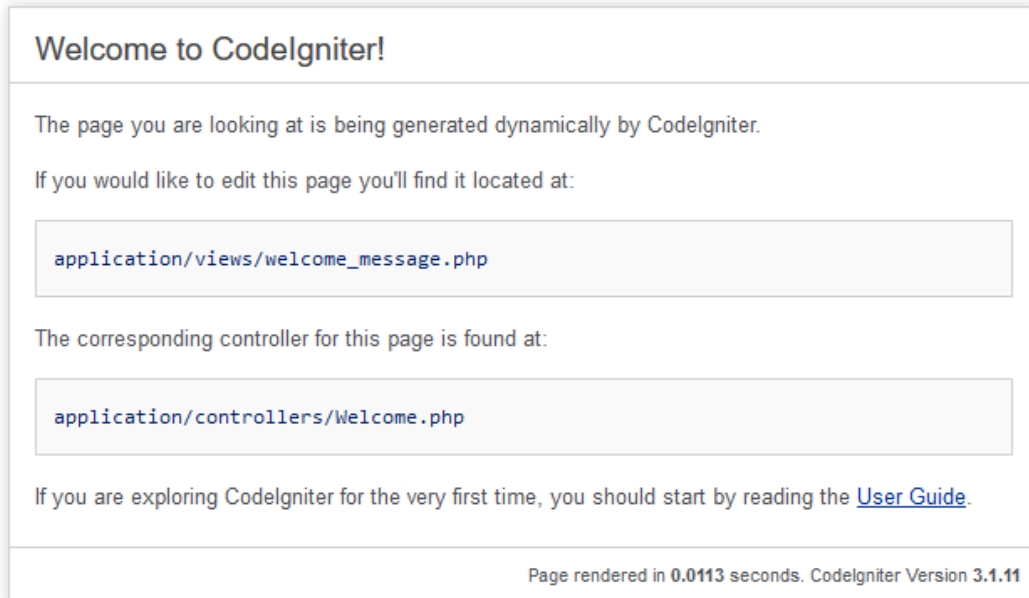 Welcome to CodeIgniter!
The page you are looking at is being generated dynamically by CodeIgniter.
If you would like to edit this page you'll find it located at:
application/views/welcome_message.php
The corresponding controller for this page is found at:
application/controllers/Welcome.php
If you are exploring CodeIgniter for the very first time, you should start by reading the User Guide.
Page rendered in 0.0113 seconds. CodeIgniter Version 3.1.11